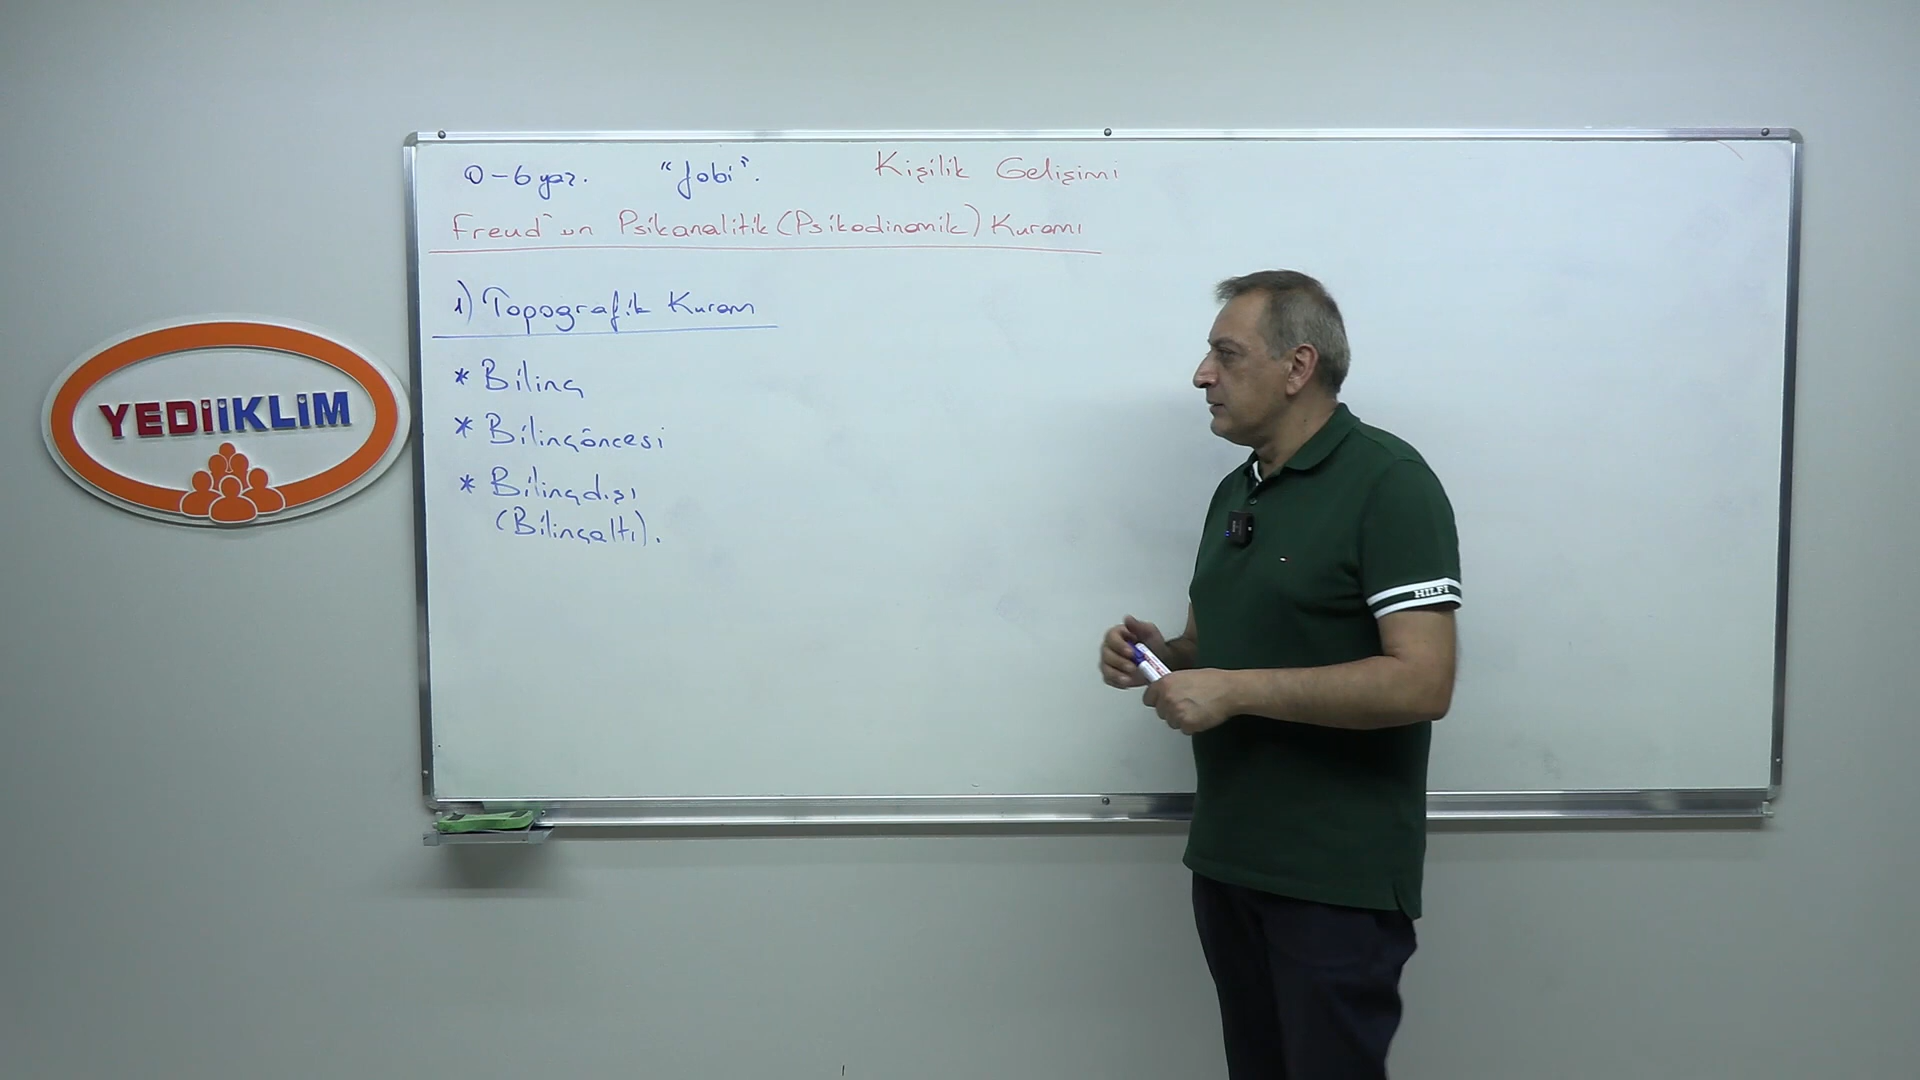 0-6 yaş. "fobi". Kişilik Gelişimi
Freud'un Psikanalitik (Psikodinamik) Kuramı
1) Topografik Kuram
* Bilinç
* Bilinçöncesi
* Bilinçdışı
(Bilinçaltı).
YEDiiKLiM
HILFI